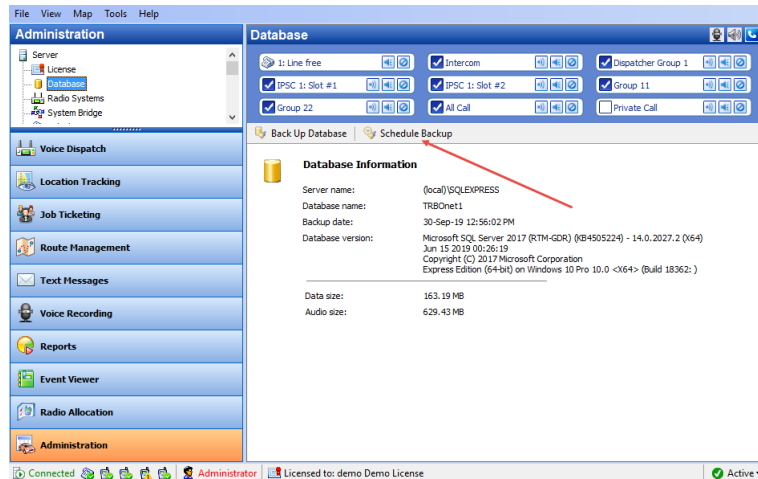 File View Map Tools Help
Administration
Server
License
Database
Radio Systems
System Bridge
Voice Dispatch
Location Tracking
Job Ticketing
Route Management
Text Messages
Voice Recording
Reports
Event Viewer
Radio Allocation
Administration
Database
1: Line free Intercom Dispatcher Group 1
IPSC 1: Slot #1 IPSC 1: Slot #2 Group 11
Group 22 All Call Private Call
Back Up Database Schedule Backup
Database Information
Server name: (local)\SQLEXPRESS
Database name: TRBOnet1
Backup date: 30-Sep-19 12:56:02 PM
Database version: Microsoft SQL Server 2017 (RTM-GDR) (KB4505224) - 14.0.2027.2 (X64)
Jun 15 2019 00:26:19
Copyright (C) 2017 Microsoft Corporation
Express Edition (64-bit) on Windows 10 Pro 10.0 <X64> (Build 18362: )
Data size: 163.19 MB
Audio size: 629.43 MB
Connected Administrator Licensed to: demo Demo License Active